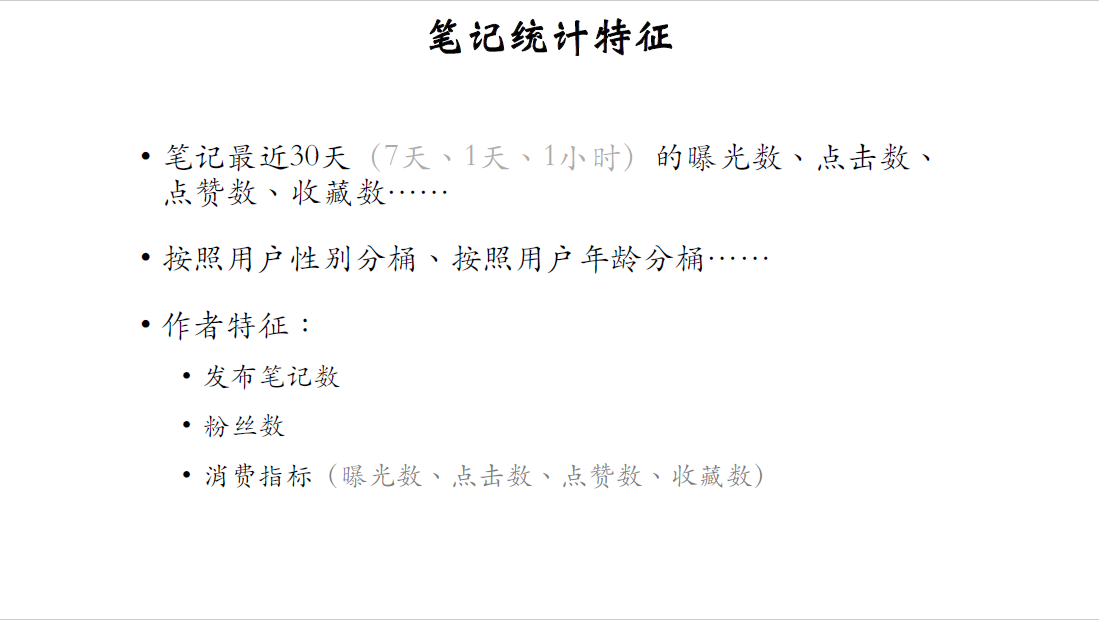 笔记统计特征
• 笔记最近30天（7天、1天、1小时）的曝光数、点击数、
点赞数、收藏数……
• 按照用户性别分桶、按照用户年龄分桶……
• 作者特征：
• 发布笔记数
• 粉丝数
• 消费指标（曝光数、点击数、点赞数、收藏数）